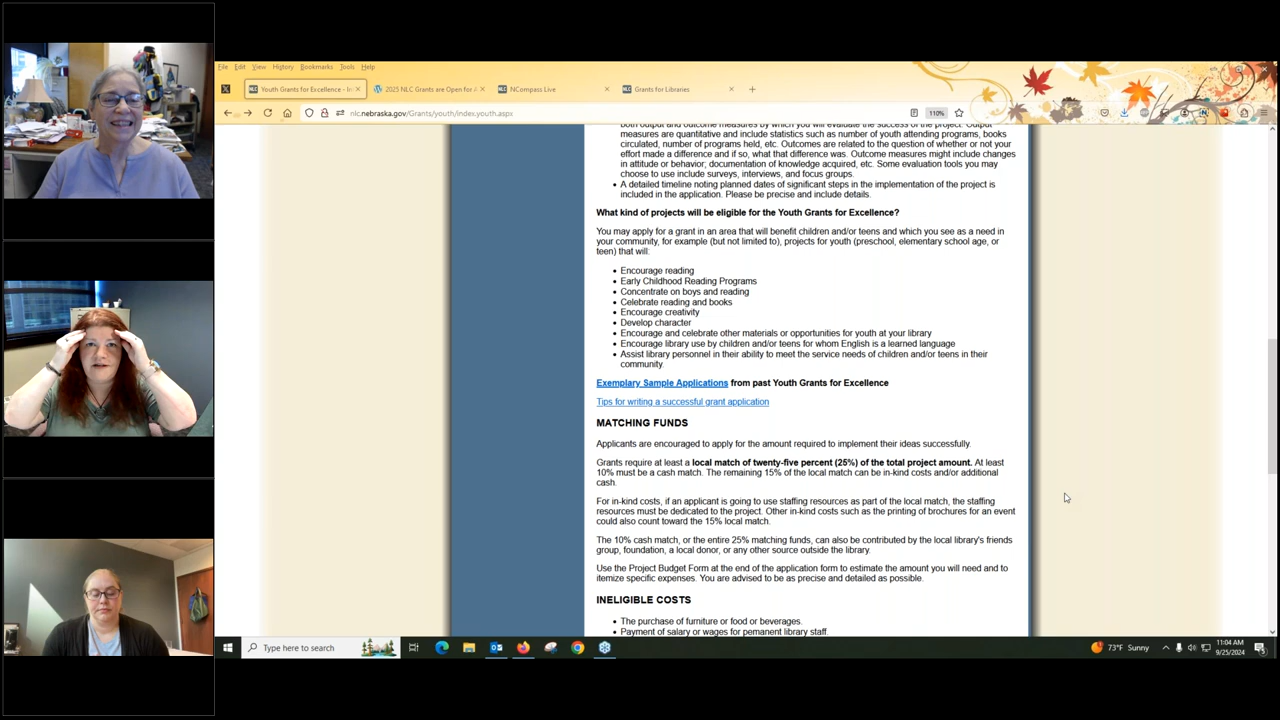 File Edit View History Bookmarks Tools Help
NLC Youth Grants for Excellence - In
2025 NLC Grants are Open for A
NLC NCompass Live
NLC Grants for Libraries
nlc.nebraska.gov/Grants/youth/index.youth.aspx
110%
both output and outcome measures by which you will evaluate the success of the project. Output
measures are quantitative and include statistics such as number of youth attending programs, books
circulated, number of programs held, etc. Outcomes are related to the question of whether or not your
effort made a difference and if so, what that difference was. Outcome measures might include changes
in attitude or behavior; documentation of knowledge acquired, etc. Some evaluation tools you may
choose to use include surveys, interviews, and focus groups.
• A detailed timeline noting planned dates of significant steps in the implementation of the project is
included in the application. Please be precise and include details.
What kind of projects will be eligible for the Youth Grants for Excellence?
You may apply for a grant in an area that will benefit children and/or teens and which you see as a need in
your community, for example (but not limited to), projects for youth (preschool, elementary school age, or
teen) that will:
• Encourage reading
• Early Childhood Reading Programs
• Concentrate on boys and reading
• Celebrate reading and books
• Encourage creativity
• Develop character
• Encourage and celebrate other materials or opportunities for youth at your library
• Encourage library use by children and/or teens for whom English is a learned language
• Assist library personnel in their ability to meet the service needs of children and/or teens in their
community.
Exemplary Sample Applications from past Youth Grants for Excellence
Tips for writing a successful grant application
MATCHING FUNDS
Applicants are encouraged to apply for the amount required to implement their ideas successfully.
Grants require at least a local match of twenty-five percent (25%) of the total project amount. At least
10% must be a cash match. The remaining 15% of the local match can be in-kind costs and/or additional
cash.
For in-kind costs, if an applicant is going to use staffing resources as part of the local match, the staffing
resources must be dedicated to the project. Other in-kind costs such as the printing of brochures for an event
could also count toward the 15% local match.
The 10% cash match, or the entire 25% matching funds, can also be contributed by the local library's friends
group, foundation, a local donor, or any other source outside the library.
Use the Project Budget Form at the end of the application form to estimate the amount you will need and to
itemize specific expenses. You are advised to be as precise and detailed as possible.
INELIGIBLE COSTS
• The purchase of furniture or food or beverages.
• Payment of salary or wages for permanent library staff.
Type here to search
73°F Sunny
11:04 AM
9/25/2024